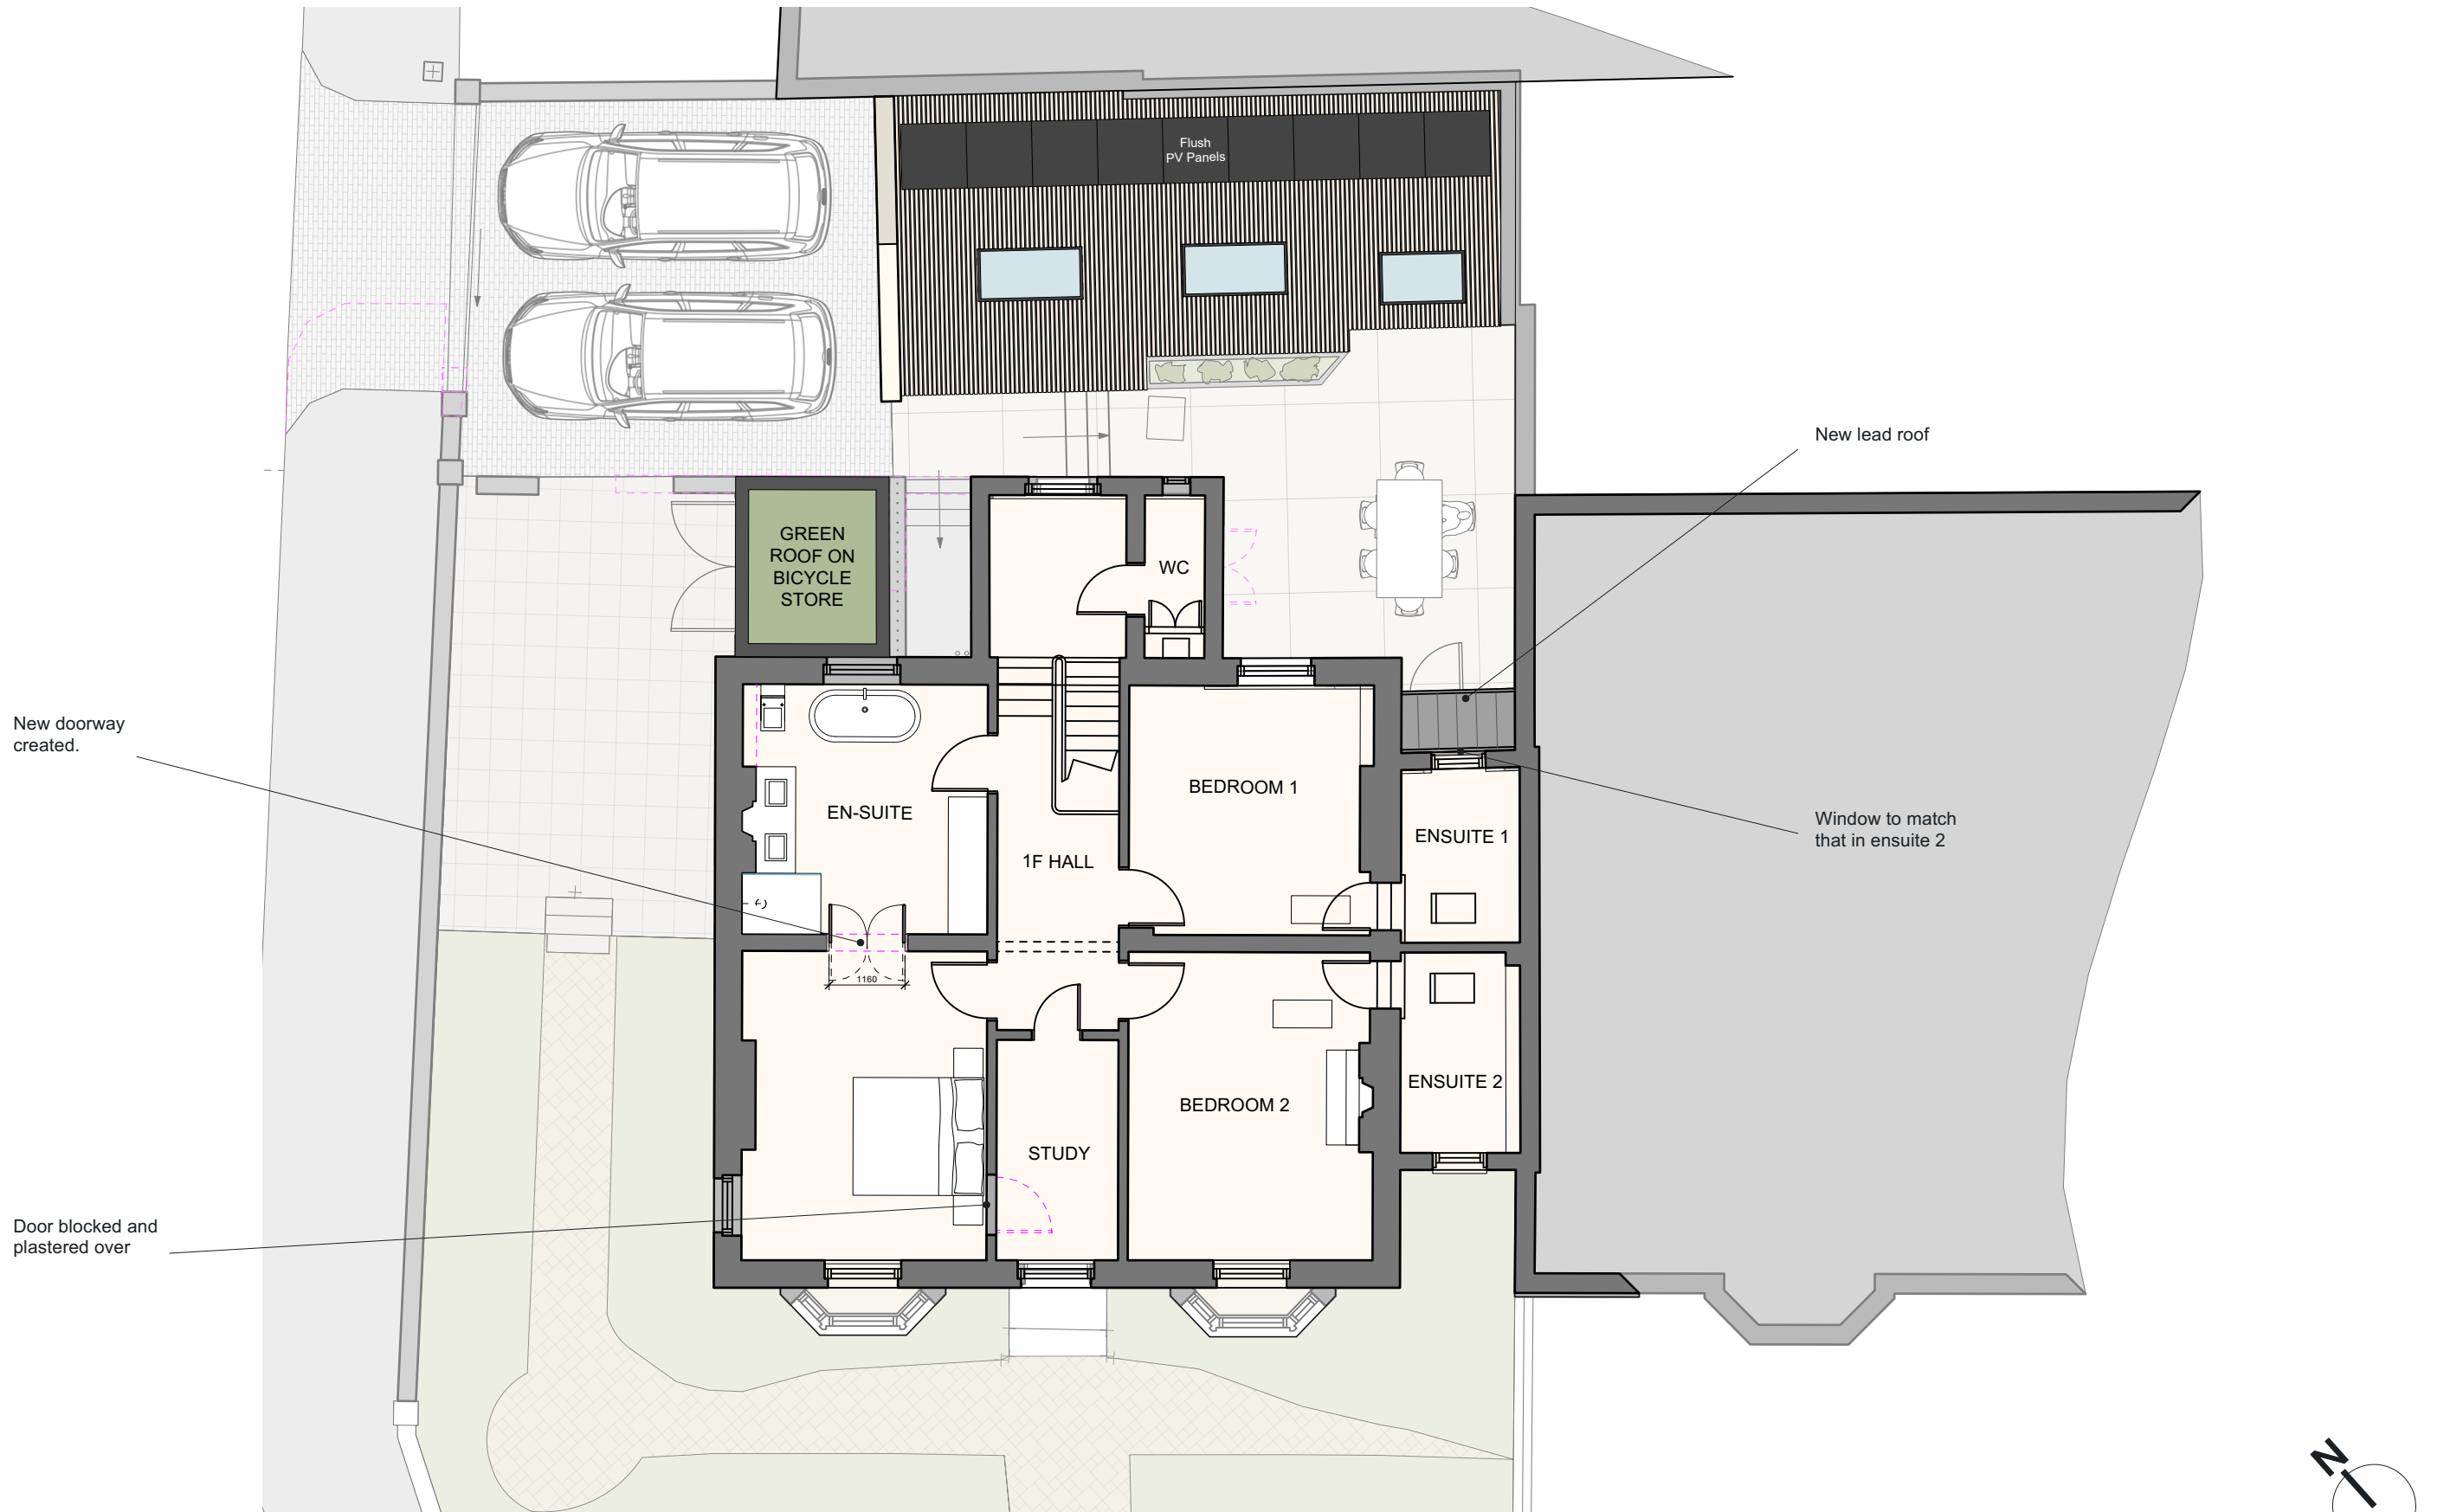 Flush
PV Panels
New lead roof
GREEN
ROOF ON
BICYCLE
STORE
WC
New doorway
created.
BEDROOM 1
EN-SUITE
Window to match
that in ensuite 2
ENSUITE 1
1F HALL
1160
ENSUITE 2
BEDROOM 2
STUDY
Door blocked and
plastered over
N